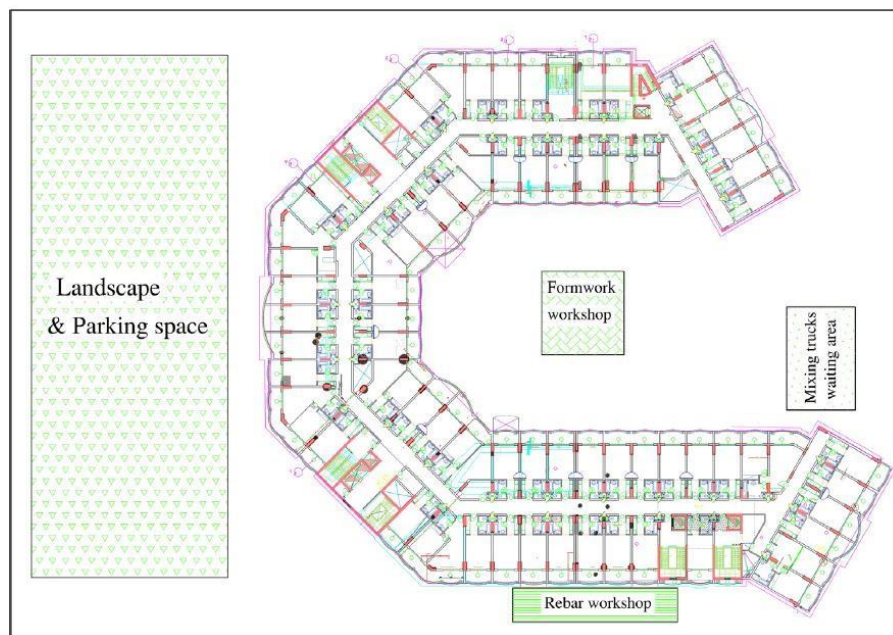 Landscape
& Parking space
Formwork
workshop
Mixing trucks
waiting area
Rebar workshop